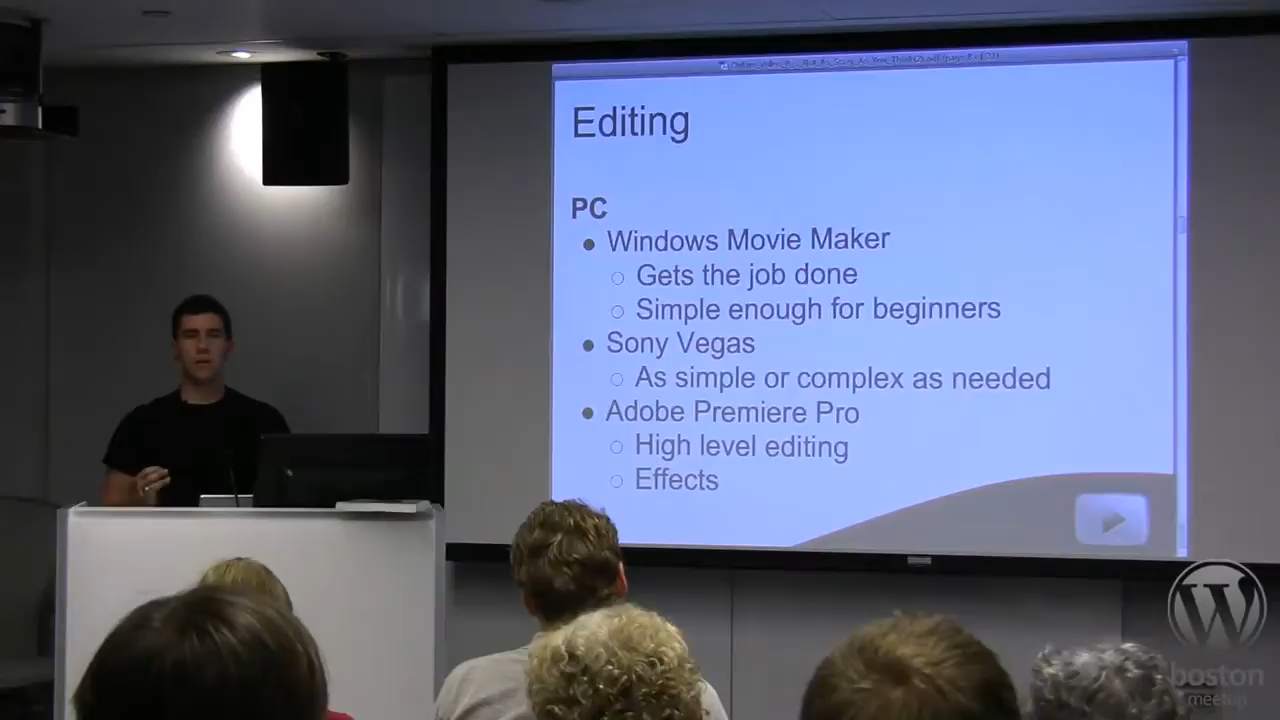 Editing
PC
Windows Movie Maker
Gets the job done
Simple enough for beginners
Sony Vegas
As simple or complex as needed
Adobe Premiere Pro
High level editing
Effects
boston
meetup